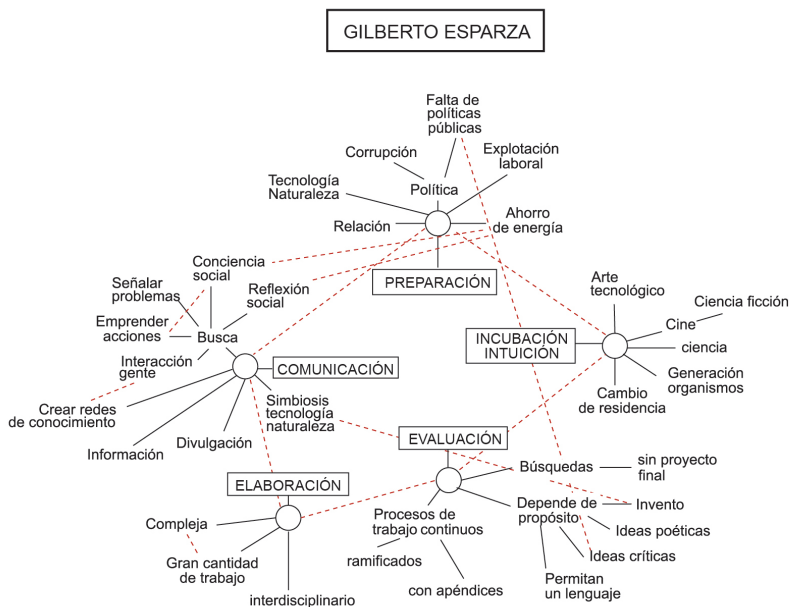 GILBERTO ESPARZA
Falta de
políticas
públicas
Corrupción
Explotación
laboral
Tecnología
Naturaleza
Política
Relación
Ahorro
de energía
PREPARACIÓN
Conciencia
social
Señalar
problemas
Reflexión
social
Emprender
acciones
Busca
Interacción
gente
COMUNICACIÓN
Crear redes
de conocimiento
Información
Divulgación
Simbiosis
tecnología
naturaleza
Arte
tecnológico
Ciencia ficción
Cine
ciencia
INCUBACIÓN
INTUICIÓN
Generación
organismos
Cambio
de residencia
EVALUACIÓN
Búsquedas
sin proyecto
final
Depende de
propósito
Invento
Ideas poéticas
Ideas críticas
Permitan
un lenguaje
Procesos de
trabajo continuos
ramificados
con apéndices
ELABORACIÓN
Compleja
Gran cantidad
de trabajo
interdisciplinario